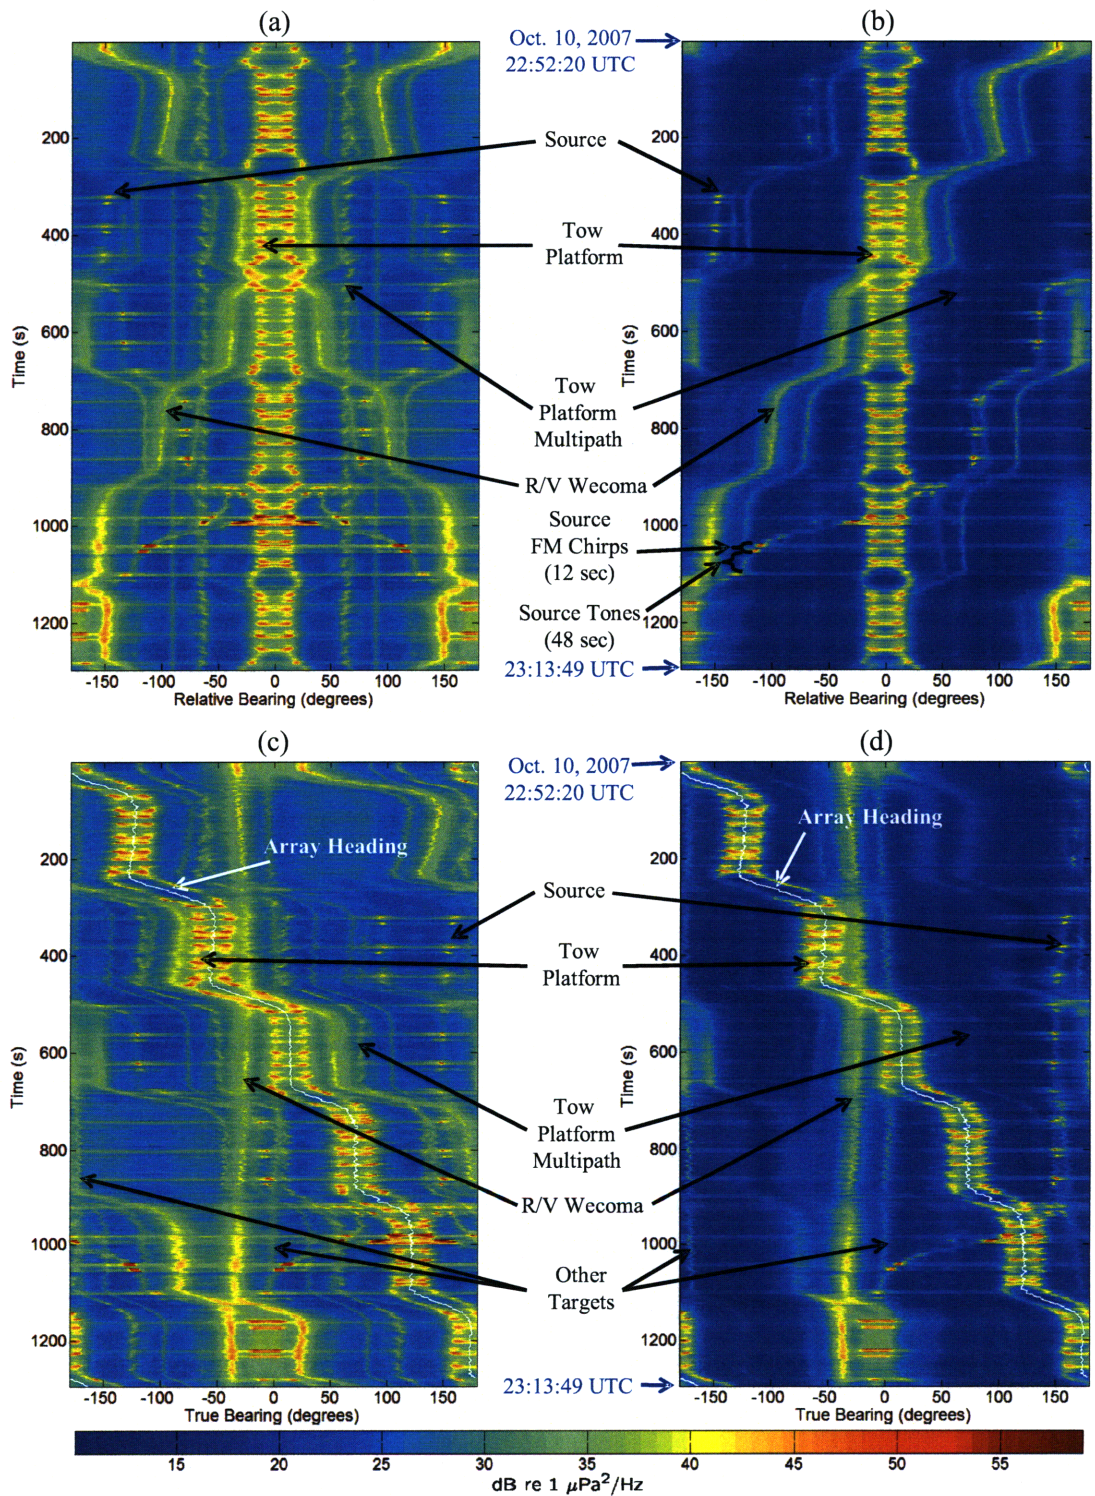 (a)
(b)
Oct. 10, 2007
22:52:20 UTC
Source
Tow
Platform
Tow
Platform
Multipath
R/V Wecoma
Source
FM Chirps
(12 sec)
Source Tones
(48 sec)
23:13:49 UTC
Time (s)
200
400
600
800
1000
1200
-150 -100 -50 0 50 100 150
Relative Bearing (degrees)
Time (s)
200
400
600
800
1000
1200
-150 -100 -50 0 50 100 150
Relative Bearing (degrees)
(c)
(d)
Oct. 10, 2007
22:52:20 UTC
Array Heading
Array Heading
Source
Tow
Platform
Tow
Platform
Multipath
R/V Wecoma
Other
Targets
23:13:49 UTC
Time (s)
200
400
600
800
1000
1200
-150 -100 -50 0 50 100 150
True Bearing (degrees)
Time (s)
200
400
600
800
1000
1200
-150 -100 -50 0 50 100 150
True Bearing (degrees)
15 20 25 30 35 40 45 50 55
dB re 1 μPa²/Hz